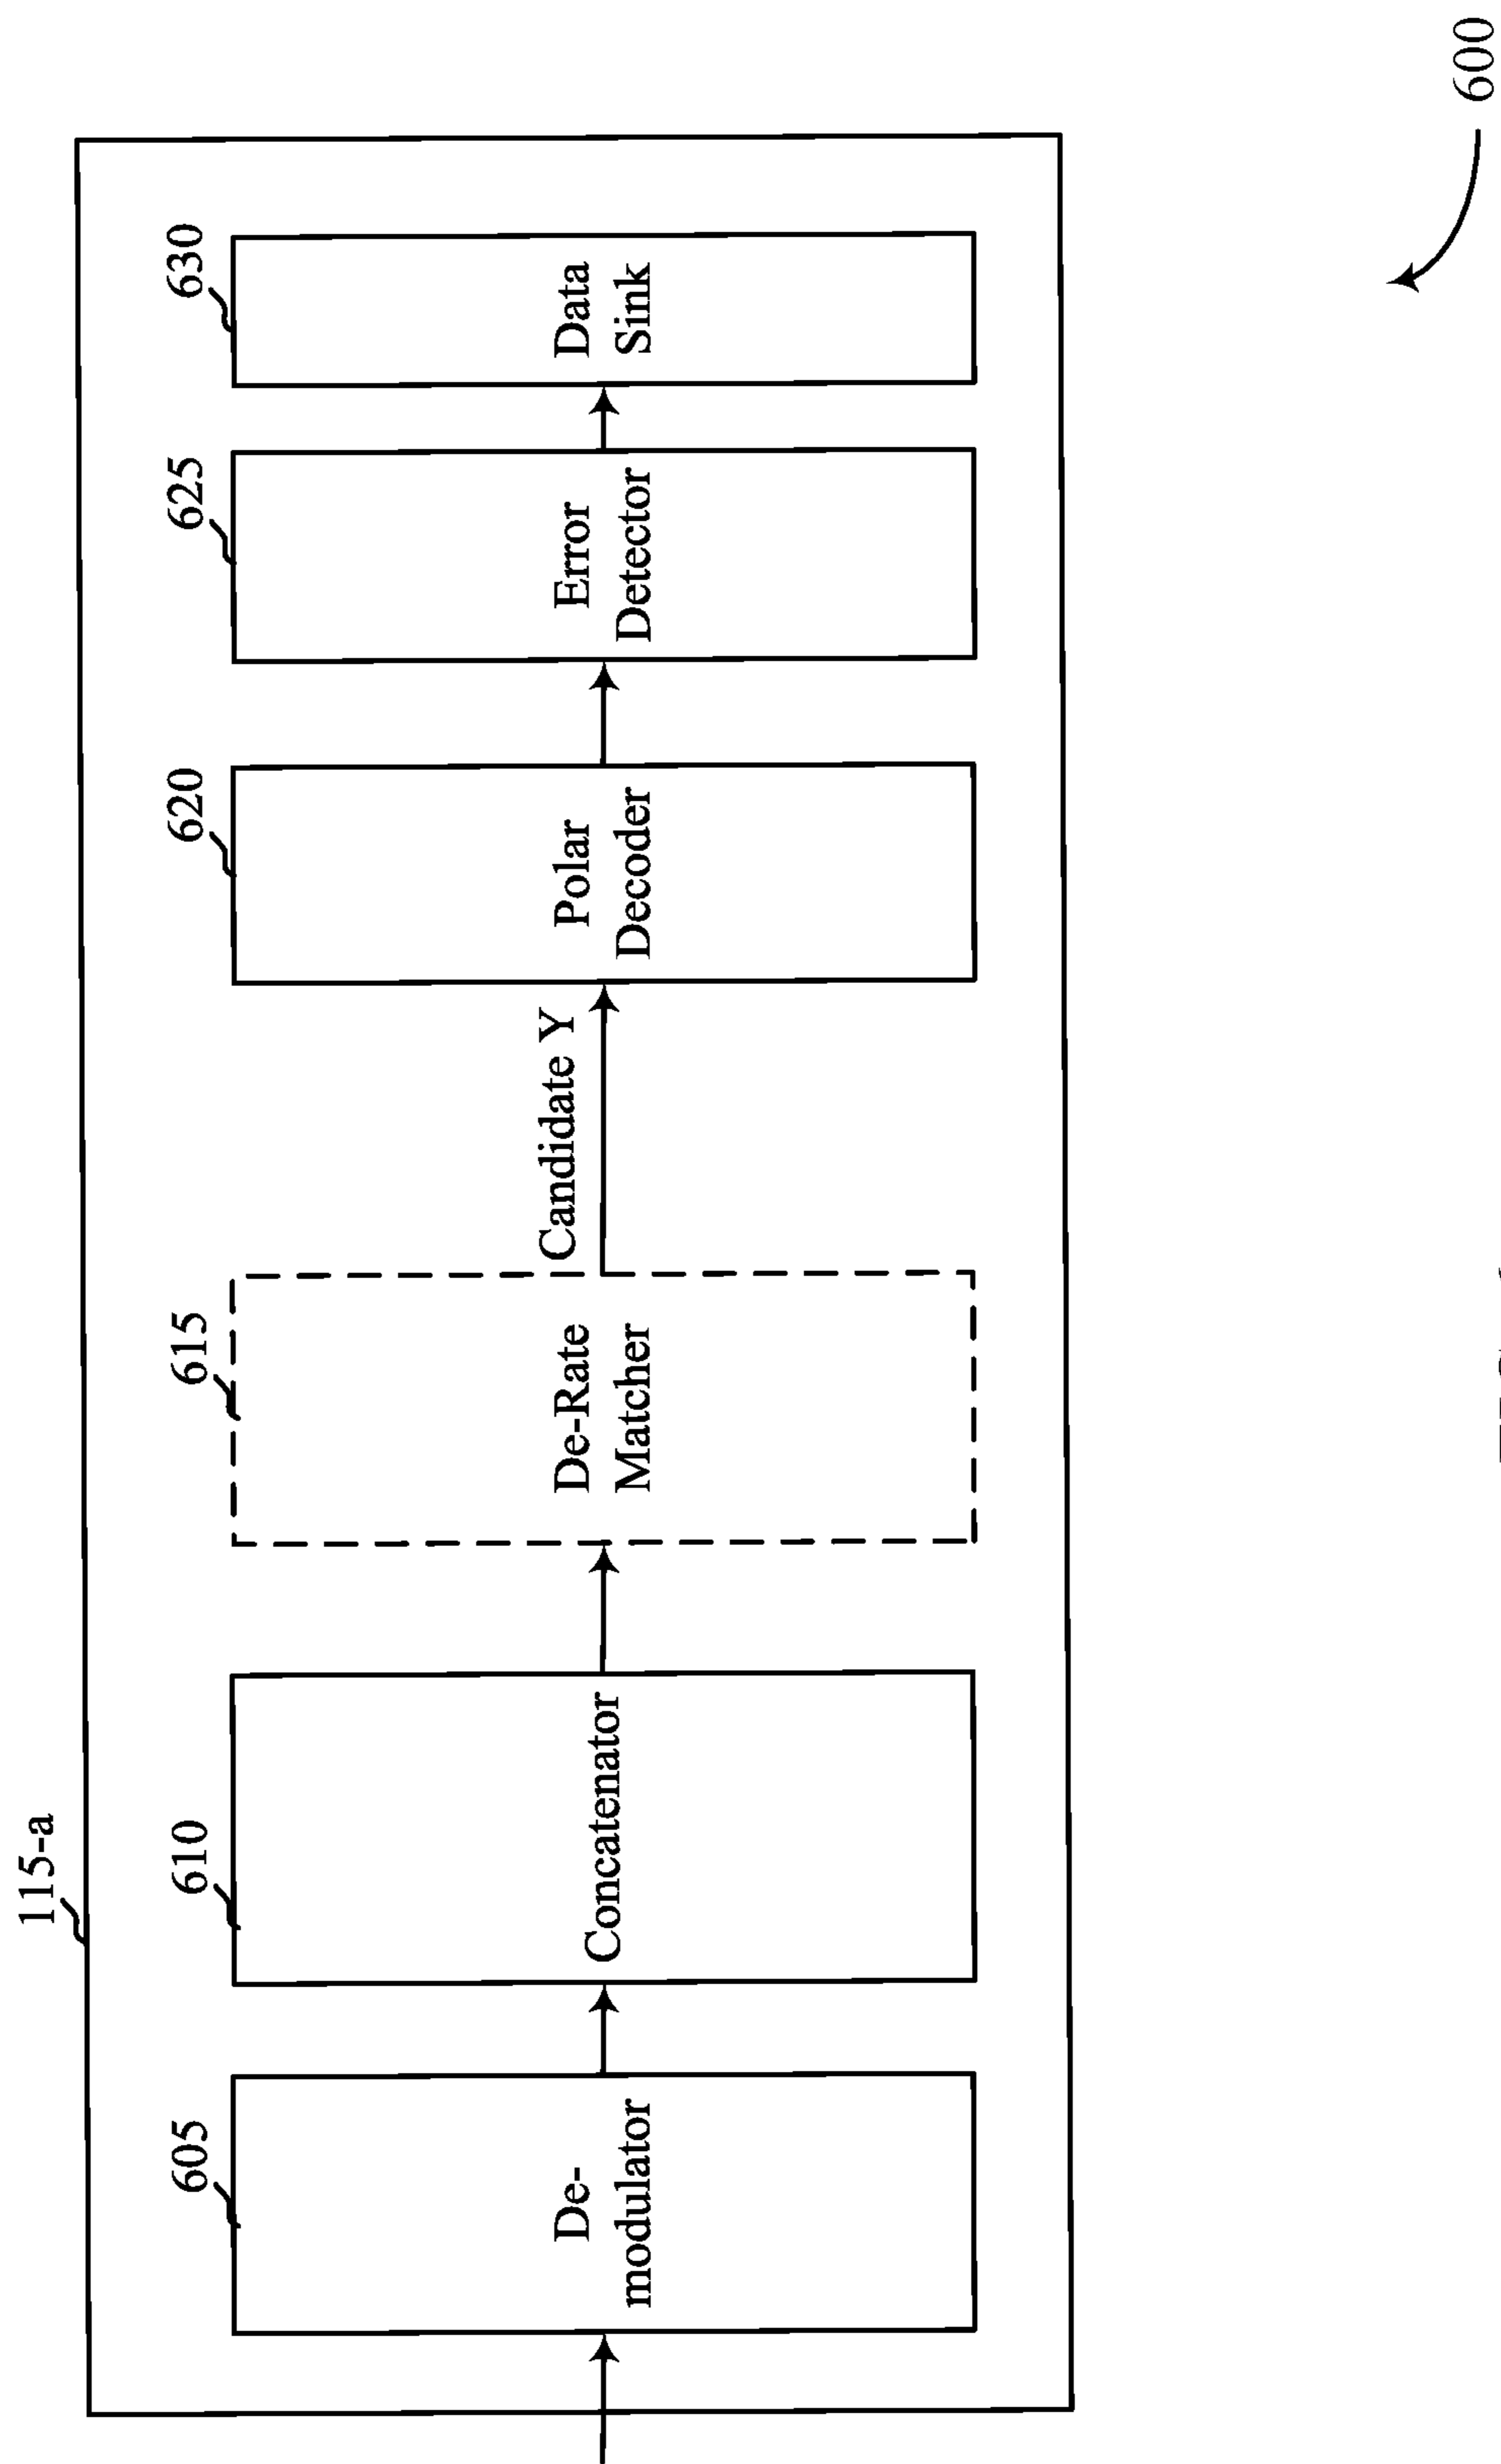 115-a
605
De-
modulator
610
Concatenator
615
De-Rate
Matcher
Candidate Y
620
Polar
Decoder
625
Error
Detector
630
Data
Sink
600